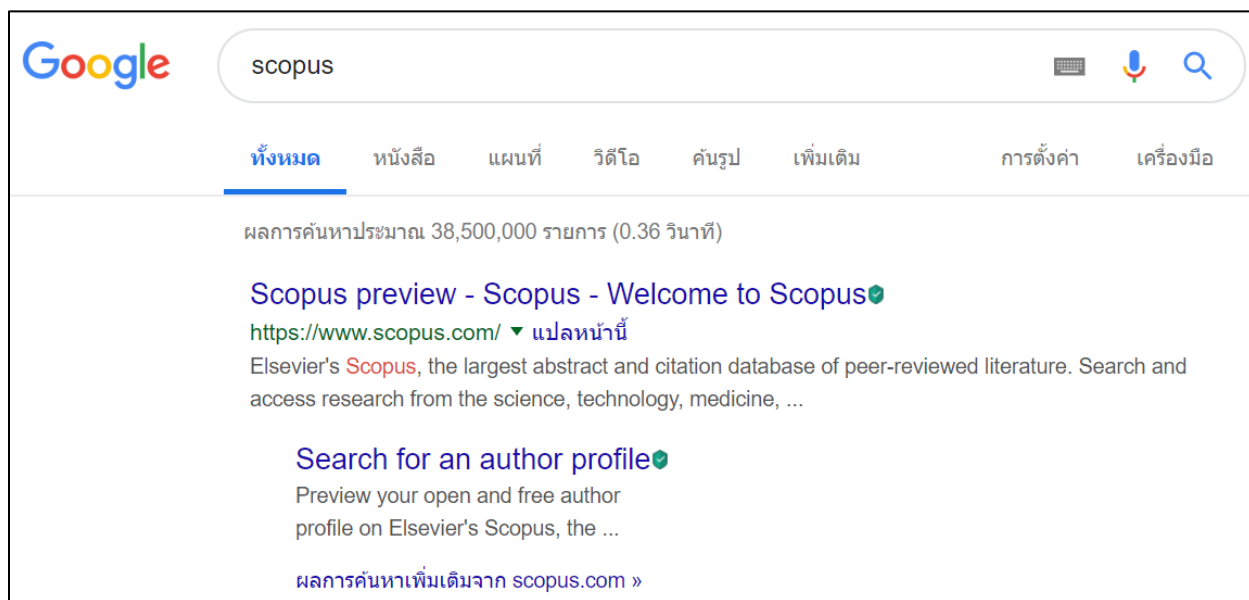 Google
scopus
ทั้งหมด หนังสือ แผนที่ วิดีโอ ค้นรูป เพิ่มเติม การตั้งค่า เครื่องมือ
ผลการค้นหาประมาณ 38,500,000 รายการ (0.36 วินาที)
Scopus preview - Scopus - Welcome to Scopus
https://www.scopus.com/ ▼ แปลหน้านี้
Elsevier's Scopus, the largest abstract and citation database of peer-reviewed literature. Search and
access research from the science, technology, medicine, ...
Search for an author profile
Preview your open and free author
profile on Elsevier's Scopus, the ...
ผลการค้นหาเพิ่มเติมจาก scopus.com »